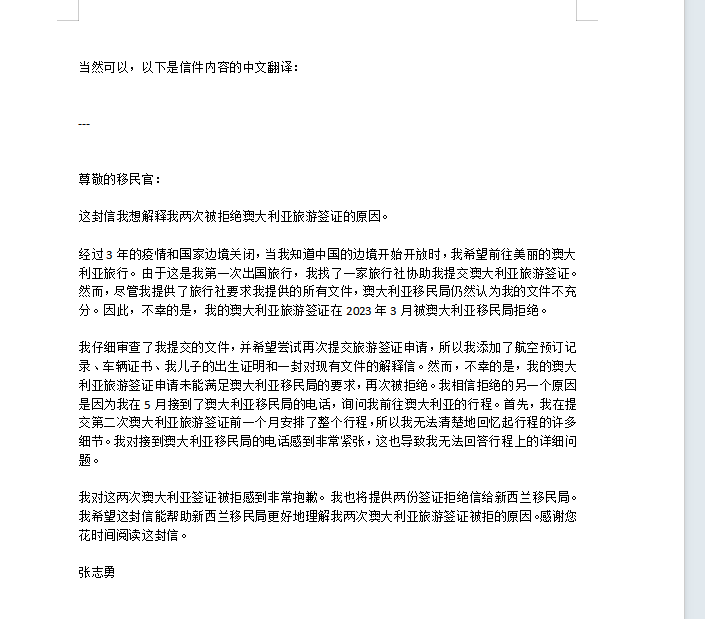 当然可以，以下是信件内容的中文翻译：
---
尊敬的移民官：
这封信我想解释我两次被拒绝澳大利亚旅游签证的原因。
经过 3 年的疫情和国家边境关闭，当我知道中国的边境开始开放时，我希望前往美丽的澳大
利亚旅行。由于这是我第一次出国旅行，我找了一家旅行社协助我提交澳大利亚旅游签证。
然而，尽管我提供了旅行社要求我提供的所有文件，澳大利亚移民局仍然认为我的文件不充
分。因此，不幸的是，我的澳大利亚旅游签证在 2023 年 3 月被澳大利亚移民局拒绝。
我仔细审查了我提交的文件，并希望尝试再次提交旅游签证申请，所以我添加了航空预订记
录、车辆证书、我儿子的出生证明和一封对现有文件的解释信。然而，不幸的是，我的澳大
利亚旅游签证申请未能满足澳大利亚移民局的要求，再次被拒绝。我相信拒绝的另一个原因
是因为我在 5 月接到了澳大利亚移民局的电话，询问我前往澳大利亚的行程。首先，我在提
交第二次澳大利亚旅游签证前一个月安排了整个行程，所以我无法清楚地回忆起行程的许多
细节。我对接到澳大利亚移民局的电话感到非常紧张，这也导致我无法回答行程上的详细问
题。
我对这两次澳大利亚签证被拒感到非常抱歉。我也将提供两份签证拒绝信给新西兰移民局。
我希望这封信能帮助新西兰移民局更好地理解我两次澳大利亚旅游签证被拒的原因。感谢您
花时间阅读这封信。
张志勇